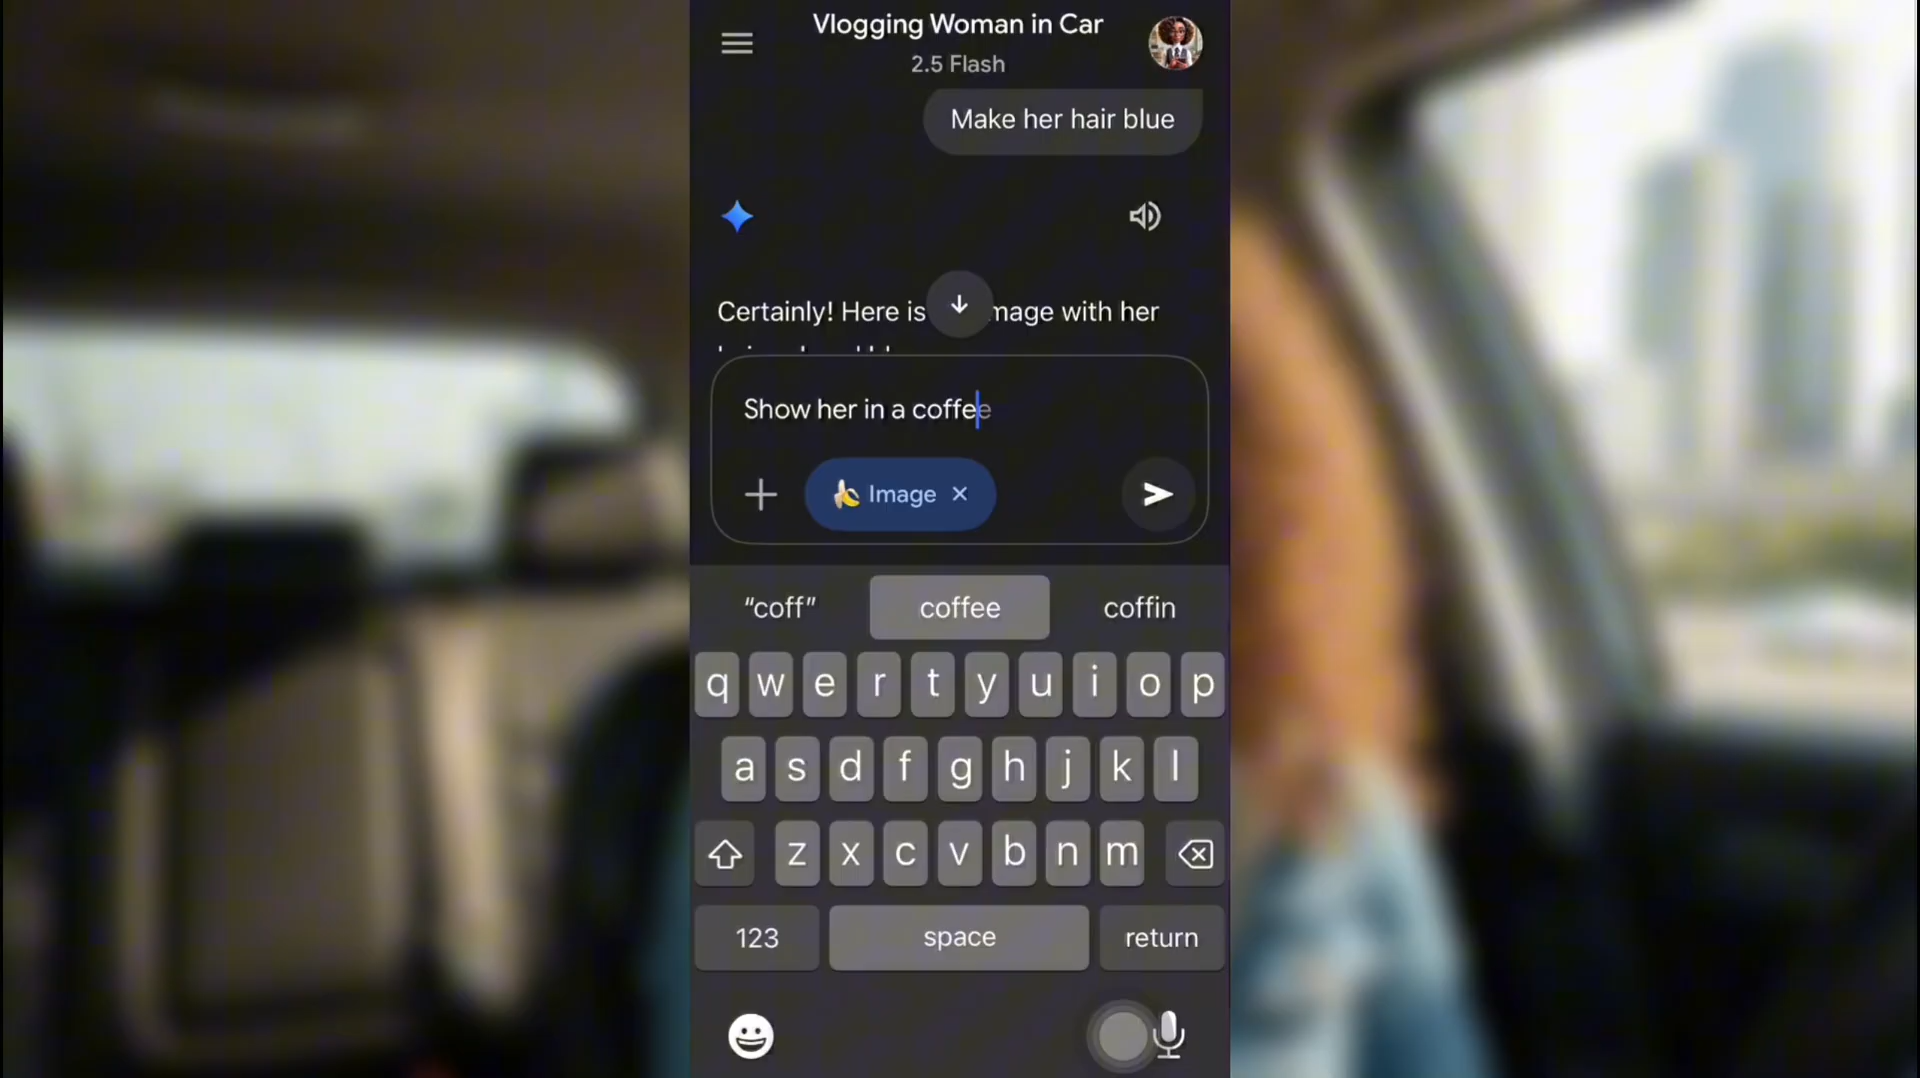 Vlogging Woman in Car
2.5 Flash
Make her hair blue
Certainly! Here is mage with her
Show her in a coffee
Image
“coff”
coffee
coffin
q w e r t y u i o p
a s d f g h j k l
z x c v b n m
123
space
return